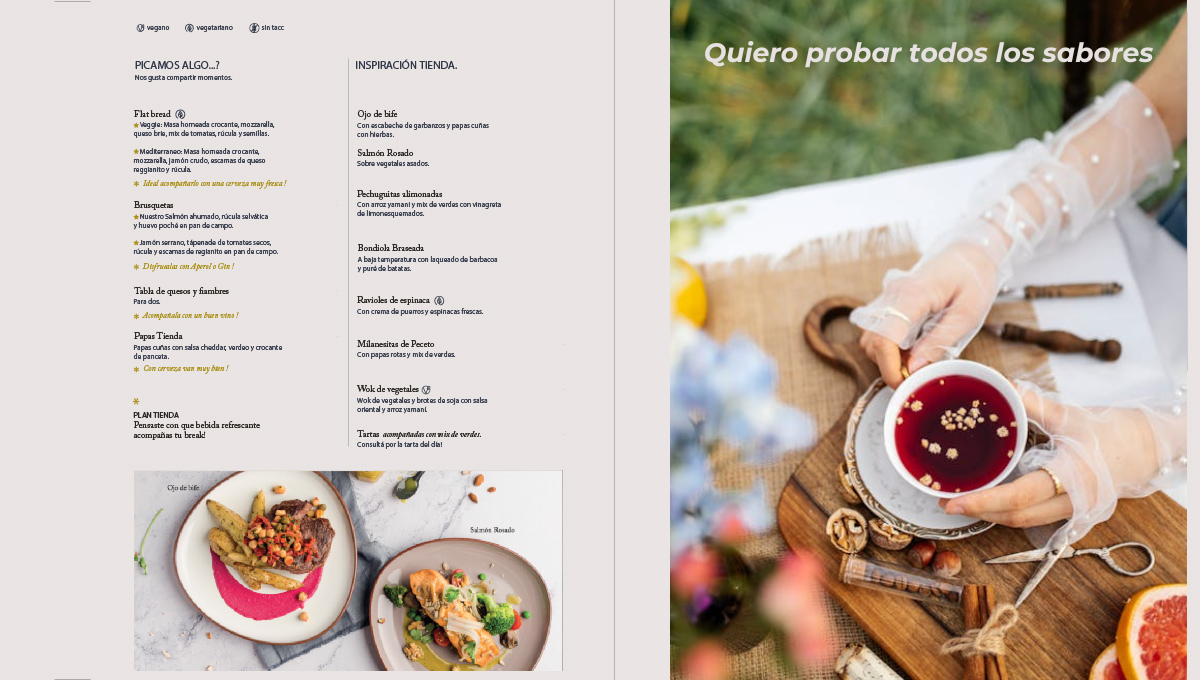 vegano vegetariano sin tacc
PICAMOS ALGO...?
Nos gusta compartir momentos.
Flat bread
Veggie: Masa horneada crocante, mozzarella,
queso brie, mix de tomates, rúcula y semillas.
Mediterraneo: Masa horneada crocante,
mozzarella, jamón crudo, escamas de queso
reggianito y rúcula.
Ideal acompañarlo con una cerveza muy fresca !
Brusquetas
Nuestro Salmón ahumado, rúcula selvática
y huevo poché en pan de campo.
Jamón serrano, tápenade de tomates secos,
rúcula y escamas de regianito en pan de campo.
Disfrutalas con Aperol o Gin !
Tabla de quesos y fiambres
Para dos.
Acompañala con un buen vino !
Papas Tienda
Papas cuñas con salsa cheddar, verdeo y crocante
de panceta.
Con cerveza van muy bien !
PLAN TIENDA
Pensaste con que bebida refrescante
acompañas tu break!
INSPIRACIÓN TIENDA.
Ojo de bife
Con escabeche de garbanzos y papas cuñas
con hierbas.
Salmón Rosado
Sobre vegetales asados.
Pechuguitas alimonadas
Con arroz yamani y mix de verdes con vinagreta
de limonesquemados.
Bondiola Braseada
A baja temperatura con laqueado de barbacoa
y puré de batatas.
Ravioles de espinaca
Con crema de puerros y espinacas frescas.
Milanesitas de Peceto
Con papas rotas y mix de verdes.
Wok de vegetales
Wok de vegetales y brotes de soja con salsa
oriental y arroz yamaní.
Tartas acompañadas con mix de verdes.
Consultá por la tarta del día!
Ojo de bife
Salmón Rosado
Quiero probar todos los sabores